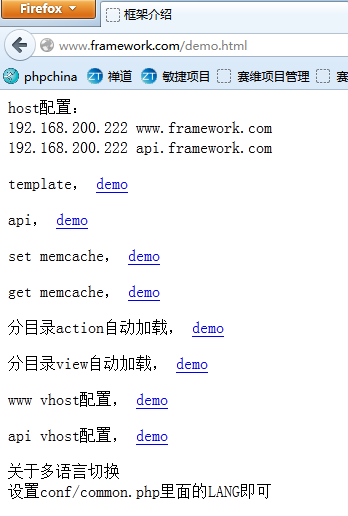 Firefox
框架介绍
www.framework.com/demo.html
phpchina 禅道 敏捷项目 赛维项目管理 赛维
host配置：
192.168.200.222 www.framework.com
192.168.200.222 api.framework.com
template， demo
api， demo
set memcache， demo
get memcache， demo
分目录action自动加载， demo
分目录view自动加载， demo
www vhost配置， demo
api vhost配置， demo
关于多语言切换
设置conf/common.php里面的LANG即可